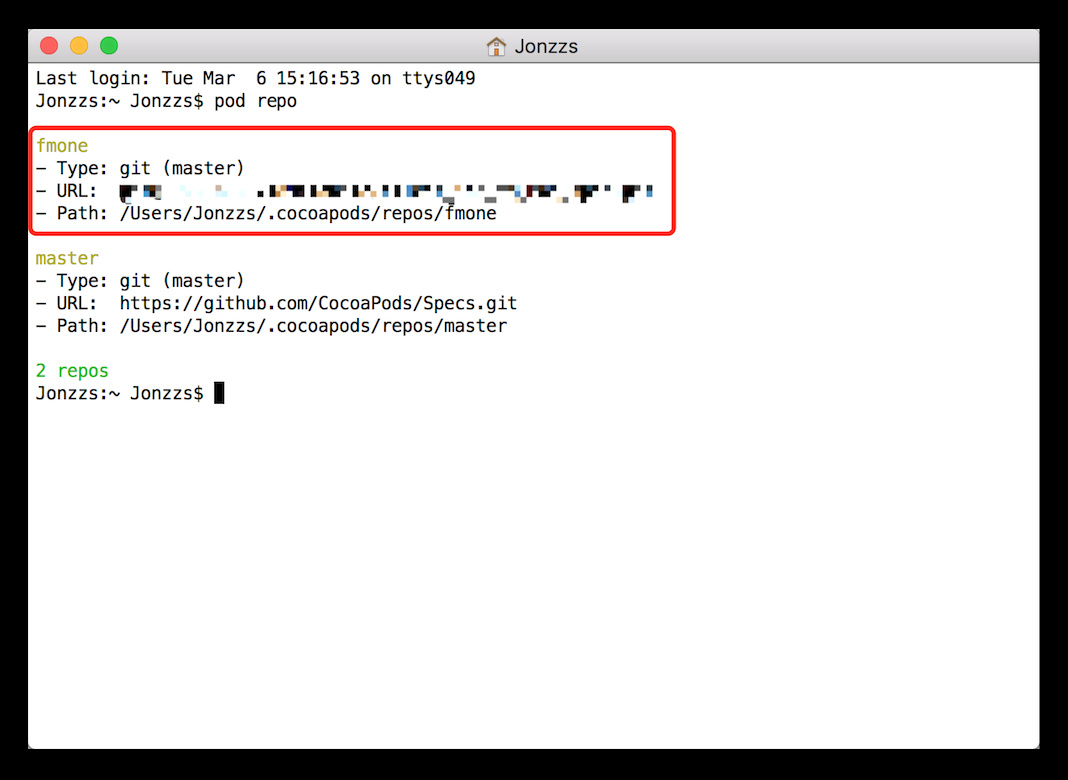 Jonzzs
Last login: Tue Mar  6 15:16:53 on ttys049
Jonzzs:~ Jonzzs$ pod repo
fmone
- Type: git (master)
- URL:
- Path: /Users/Jonzzs/.cocoapods/repos/fmone
master
- Type: git (master)
- URL:  https://github.com/CocoaPods/Specs.git
- Path: /Users/Jonzzs/.cocoapods/repos/master
2 repos
Jonzzs:~ Jonzzs$